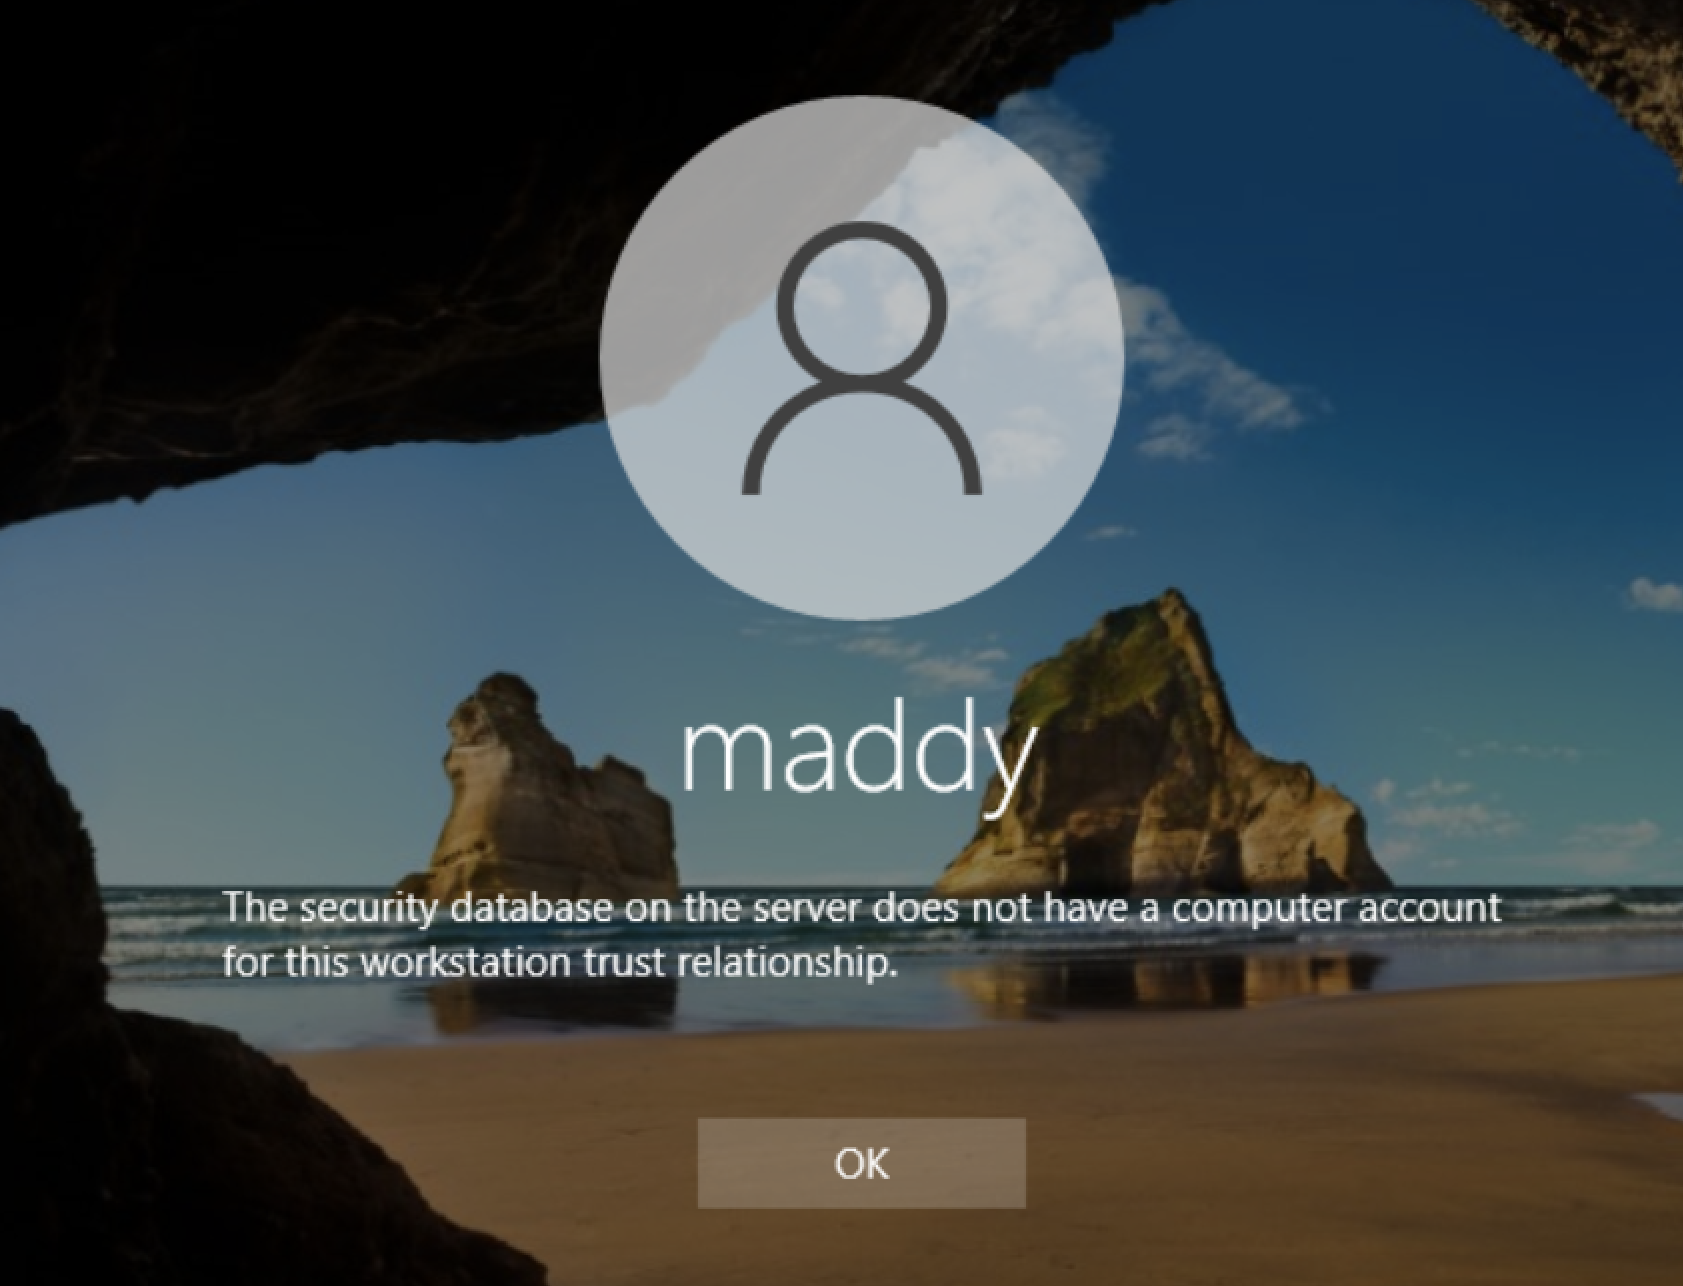 maddy
The security database on the server does not have a computer account
for this workstation trust relationship.
OK